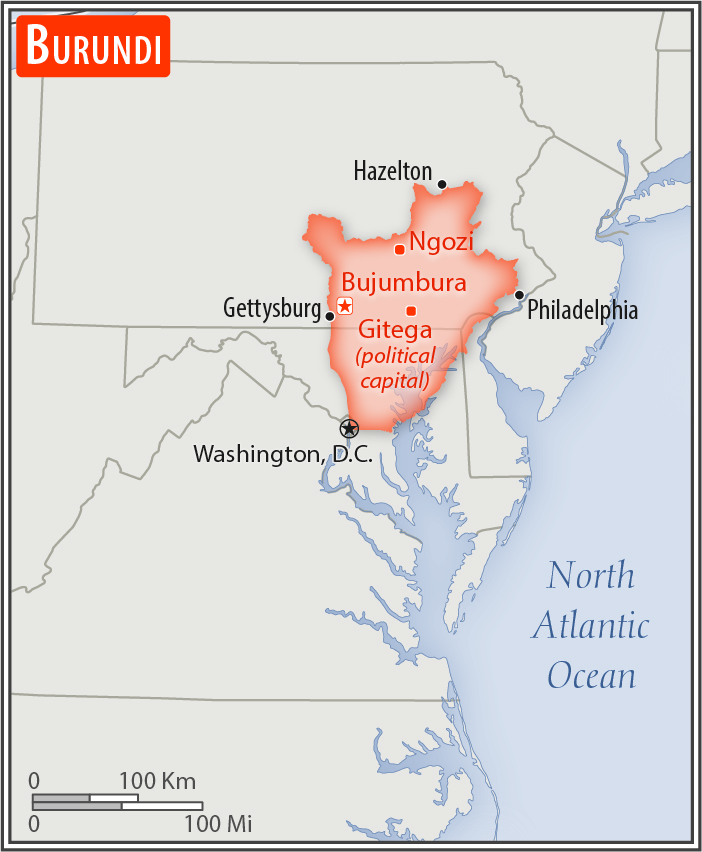 BURUNDI
Hazelton
Ngozi
Bujumbura
Gettysburg
Philadelphia
Gitega
(political
capital)
Washington, D.C.
North
Atlantic
Ocean
0 100 Km
0 100 Mi